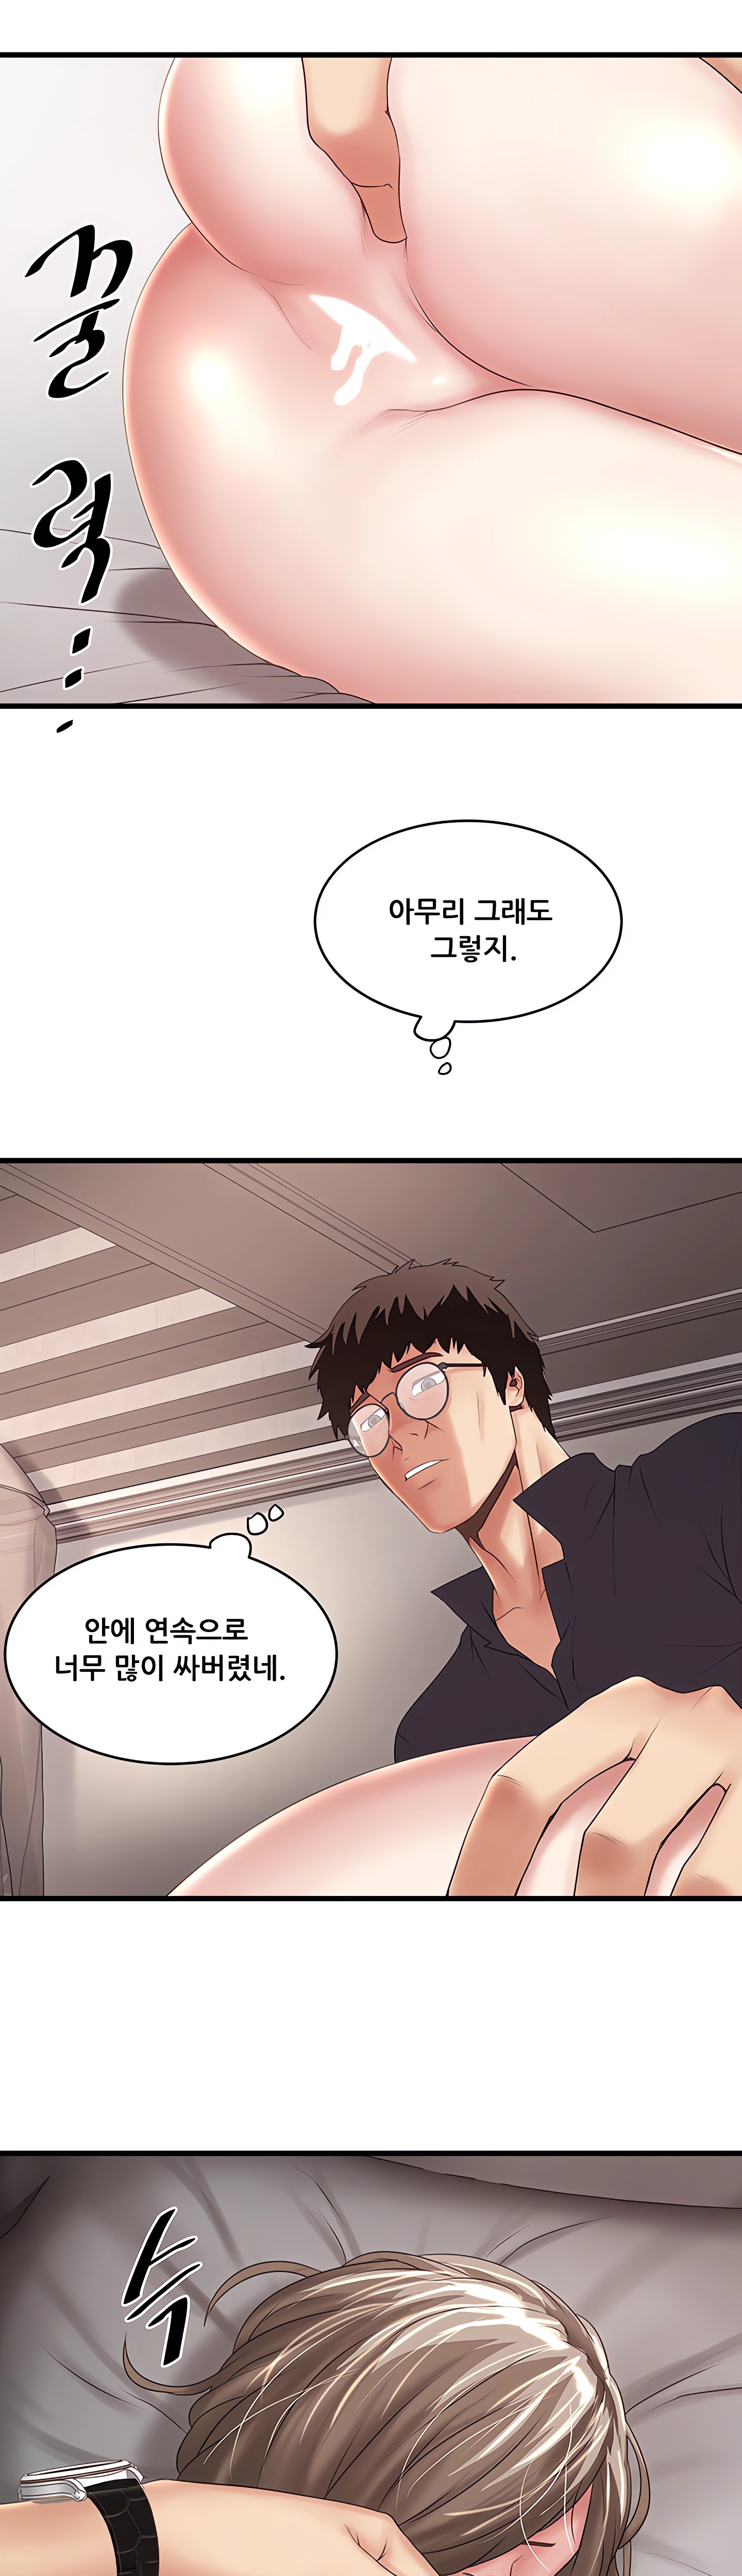 꿀
럭...
아무리 그래도
그렇지.
안에 연속으로
너무 많이 싸버렸네.
슥